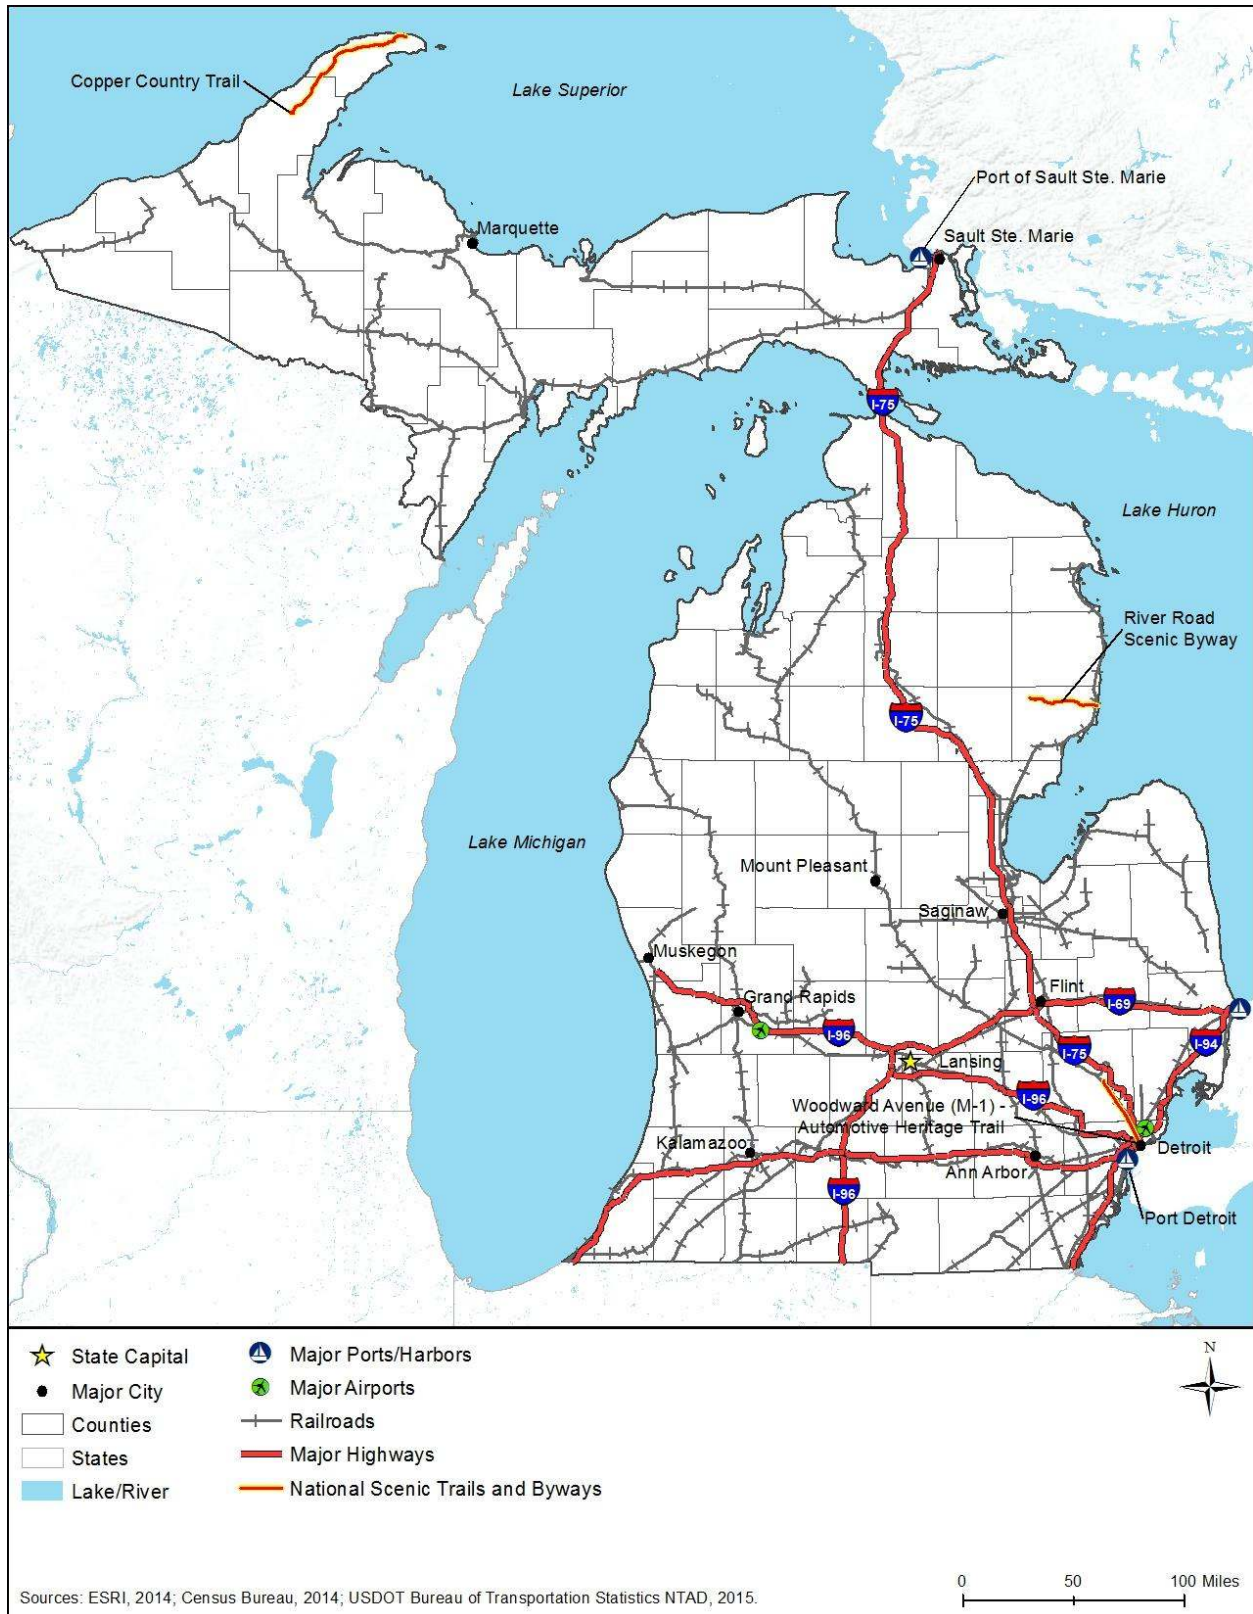 Copper Country Trail
Lake Superior
Port of Sault Ste. Marie
Marquette
Sault Ste. Marie
I-75
Lake Huron
River Road
Scenic Byway
I-75
Lake Michigan
Mount Pleasant
Saginaw
Muskegon
Grand Rapids
Flint
I-69
I-96
I-94
I-75
Lansing
I-96
Woodward Avenue (M-1) -
Automotive Heritage Trail
Kalamazoo
Detroit
Ann Arbor
I-96
Port Detroit
State Capital
Major City
Counties
States
Lake/River
Major Ports/Harbors
Major Airports
Railroads
Major Highways
National Scenic Trails and Byways
N
Sources: ESRI, 2014; Census Bureau, 2014; USDOT Bureau of Transportation Statistics NTAD, 2015.
0 50 100 Miles